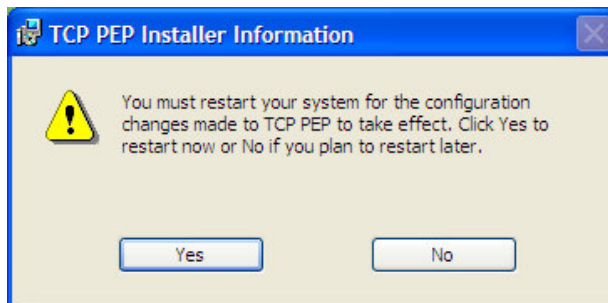 TCP PEP Installer Information
You must restart your system for the configuration
changes made to TCP PEP to take effect. Click Yes to
restart now or No if you plan to restart later.
Yes
No